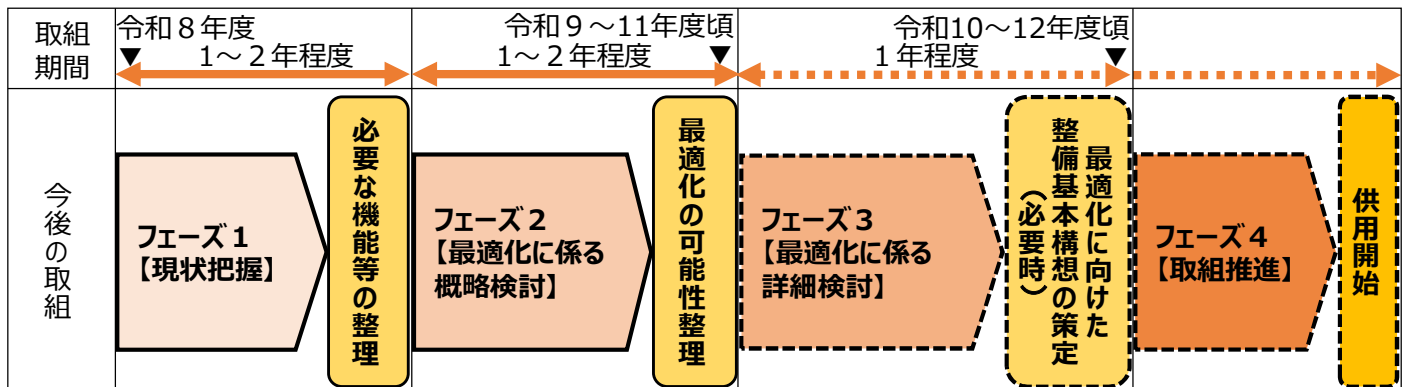 取組
期間
令和８年度
▼
1～２年程度
令和９～11年度頃
▼
1～２年程度
令和10～12年度頃
▼
１年程度
今後の取組
フェーズ１
【現状把握】
必要な機能等の整理
フェーズ２
【最適化に係る
概略検討】
最適化の可能性整理
フェーズ３
【最適化に係る
詳細検討】
最適化に向けた
整備基本構想の策定
（必要時）
フェーズ４
【取組推進】
供用開始